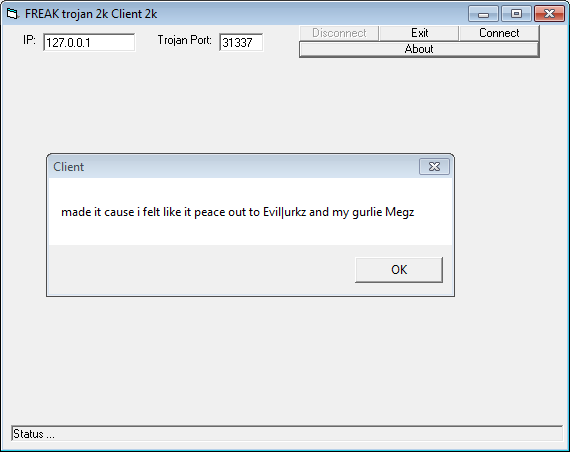 FREAK trojan 2k Client 2k
IP: 127.0.0.1 Trojan Port: 31337 Disconnect Exit Connect
About
Client
made it cause i felt like it peace out to Evil|urkz and my gurlie Megz
OK
Status ...